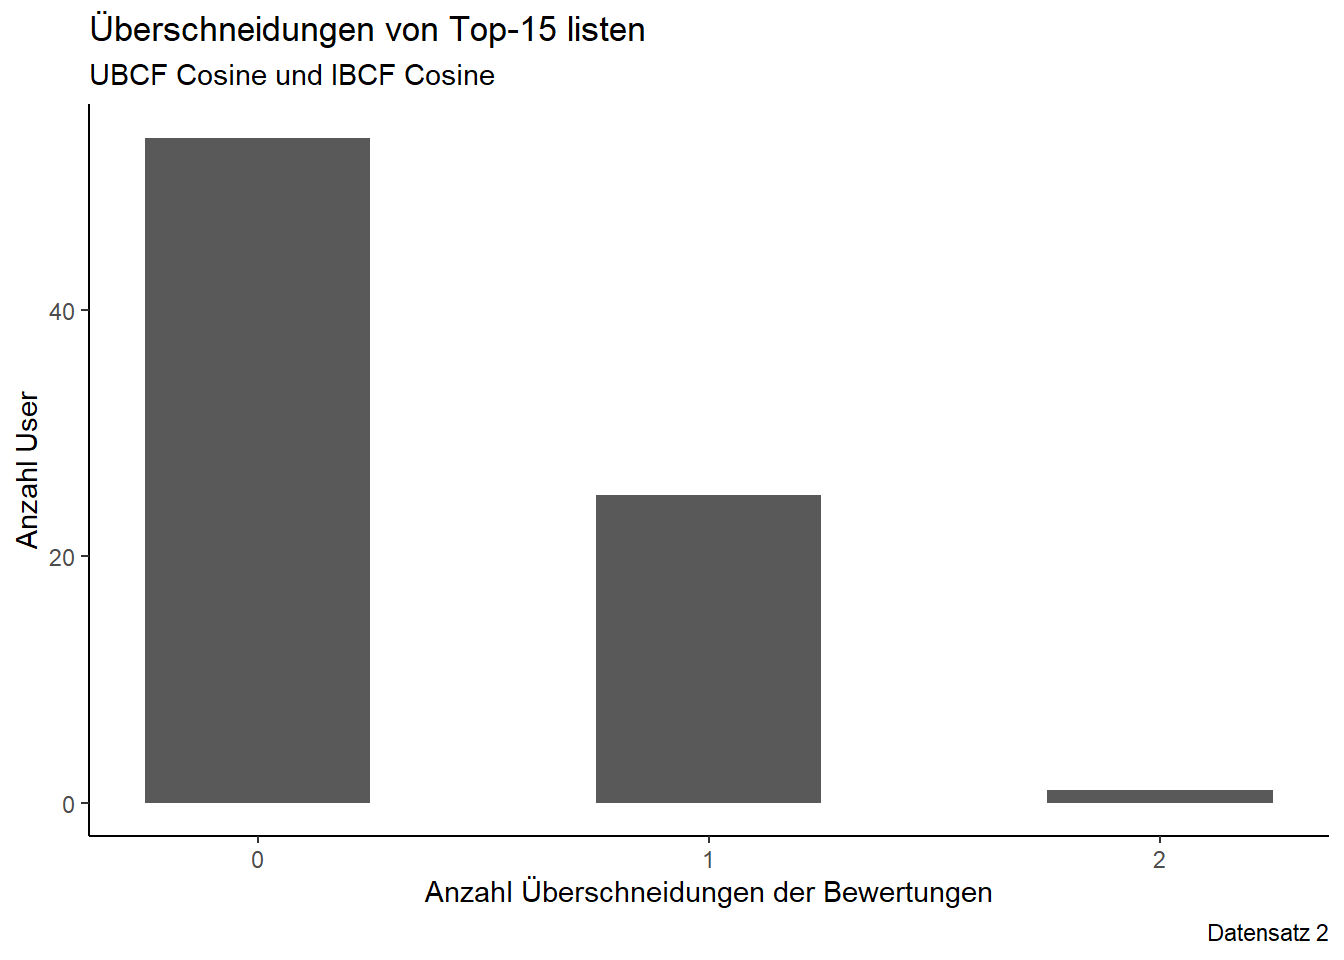 Überschneidungen von Top-15 listen
UBCF Cosine und IBCF Cosine
Anzahl User
40
20
0
0 1 2
Anzahl Überschneidungen der Bewertungen
Datensatz 2